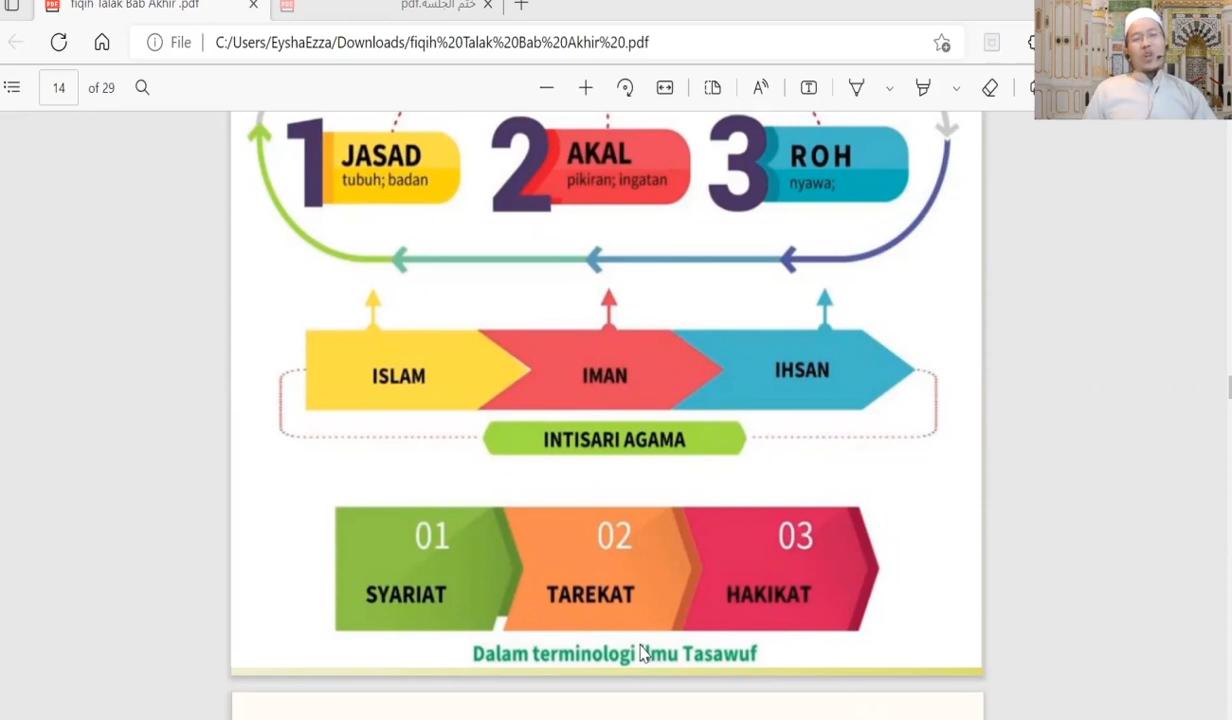 fiqih Talak Bab Akhir .pdf
ختم الجلسة.pdf
File
C:/Users/EyshaEzza/Downloads/fiqih%20Talak%20Bab%20Akhir%20.pdf
14 of 29
1 JASAD
tubuh; badan
2 AKAL
pikiran; ingatan
3 ROH
nyawa;
ISLAM
IMAN
IHSAN
INTISARI AGAMA
01
SYARIAT
02
TAREKAT
03
HAKIKAT
Dalam terminologi Ilmu Tasawuf